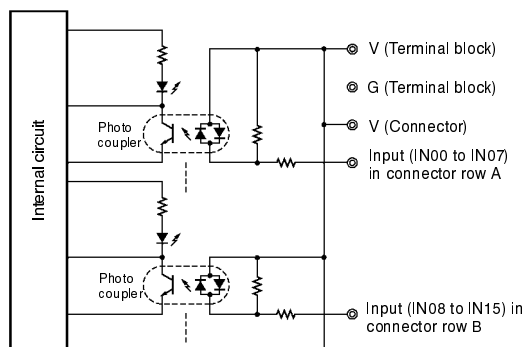 V (Terminal block)
G (Terminal block)
Photo
coupler
V (Connector)
Input (IN00 to IN07)
in connector row A
Internal circuit
Photo
coupler
Input (IN08 to IN15) in
connector row B